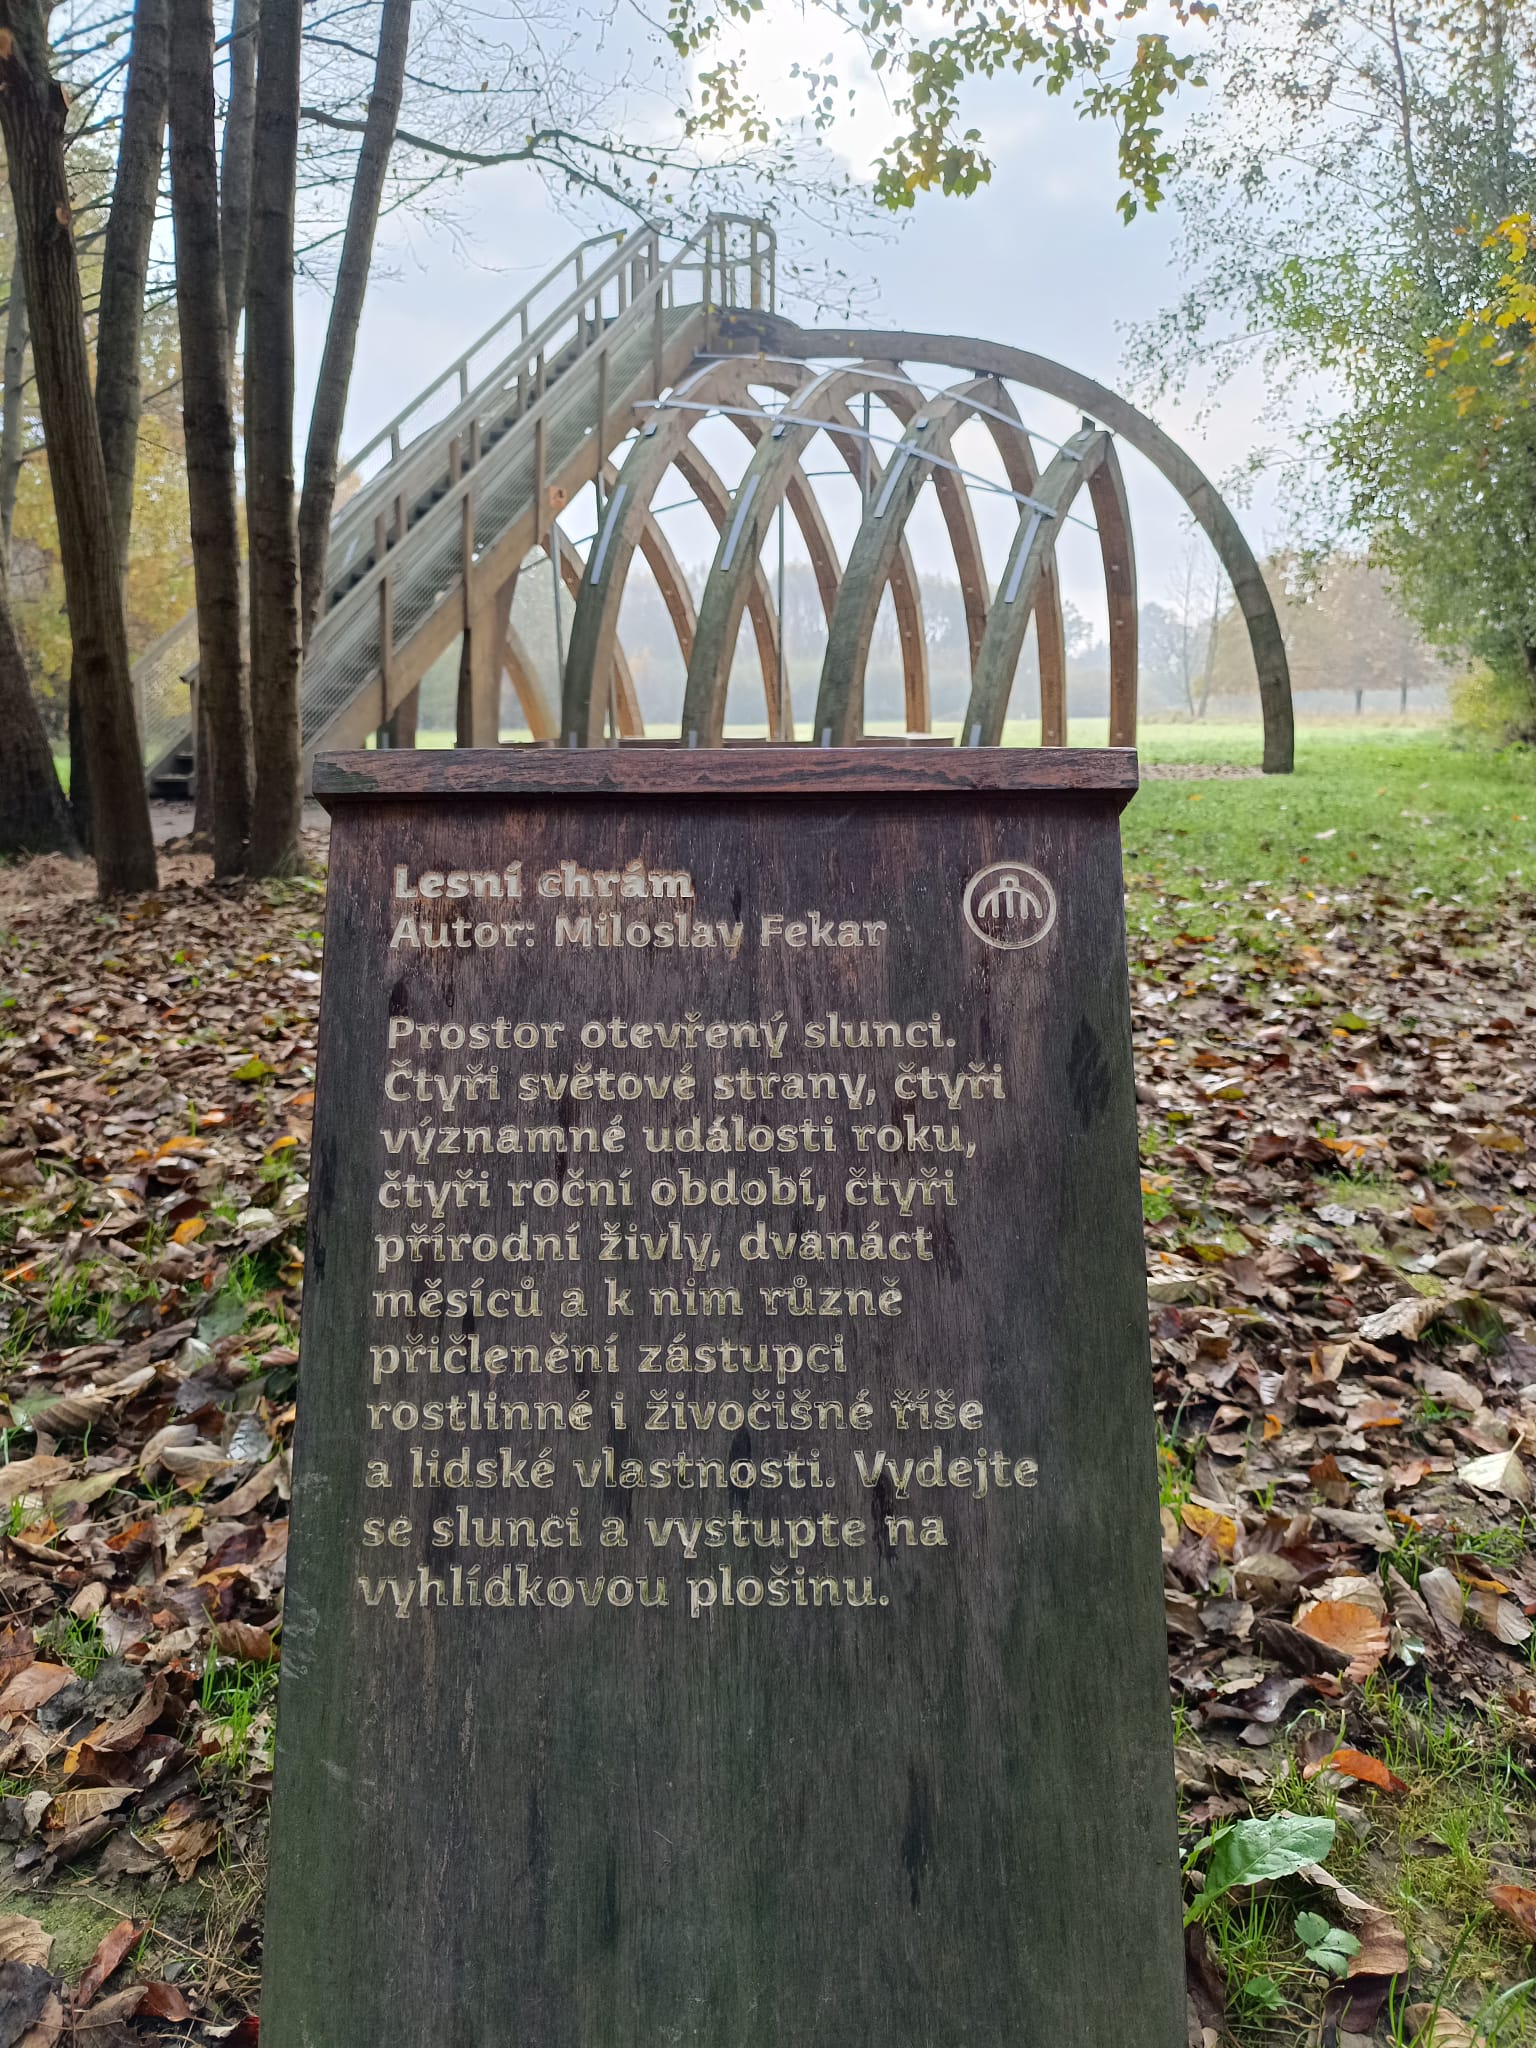 Lesní chrám
Autor: Miloslav Fekar
Prostor otevřený slunci.
Čtyři světové strany, čtyři
významné události roku,
čtyři roční období, čtyři
přírodní živly, dvanáct
měsíců a k nim různě
přičlenění zástupci
rostlinné i živočišné říše
a lidské vlastnosti. Vydejte
se slunci a vystupte na
vyhlídkovou plošinu.